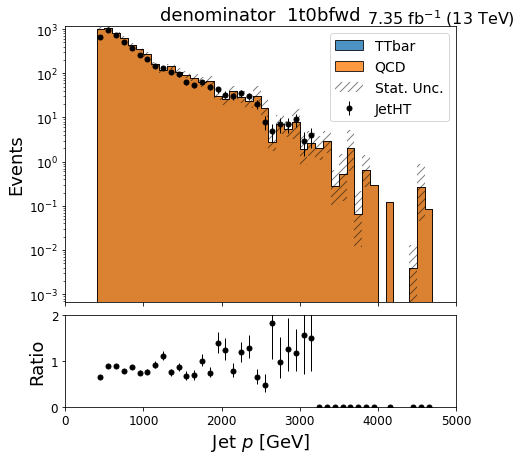 denominator 1t0bfwd 7.35 fb⁻¹ (13 TeV)
TTbar
QCD
Stat. Unc.
JetHT
Events
10³
10²
10¹
10⁰
10⁻¹
10⁻²
10⁻³
Ratio
2
1
0
0 1000 2000 3000 4000 5000
Jet p [GeV]